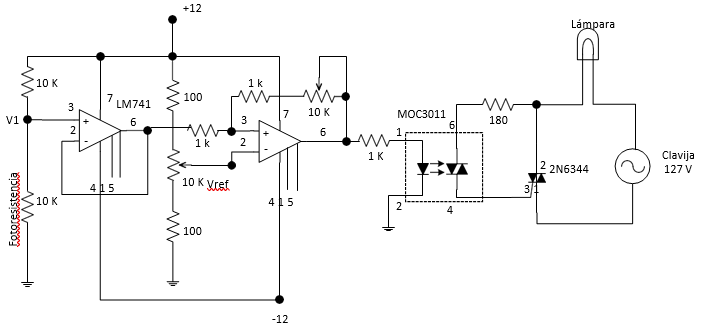 +12
Lámpara
10 K
7
LM741
100
1 k
10 K
7
MOC3011
180
V1
3
2
6
1 k
3
2
6
1 K
1
6
2
2N6344
3
1
Clavija
127 V
Fotoresistencia
10 K
4 1 5
10 K
Vref
4 1 5
2
4
100
-12